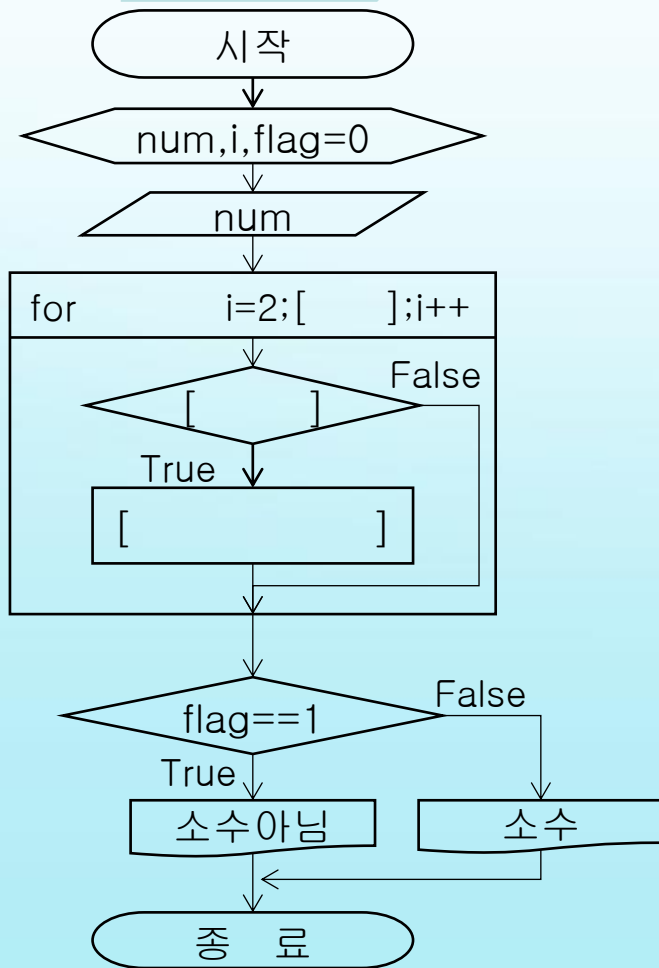 시작
num,i,flag=0
num
for i=2;[ ];i++
False
[ ]
True
[ ]
False
flag==1
True
소수아님 소수
종 료